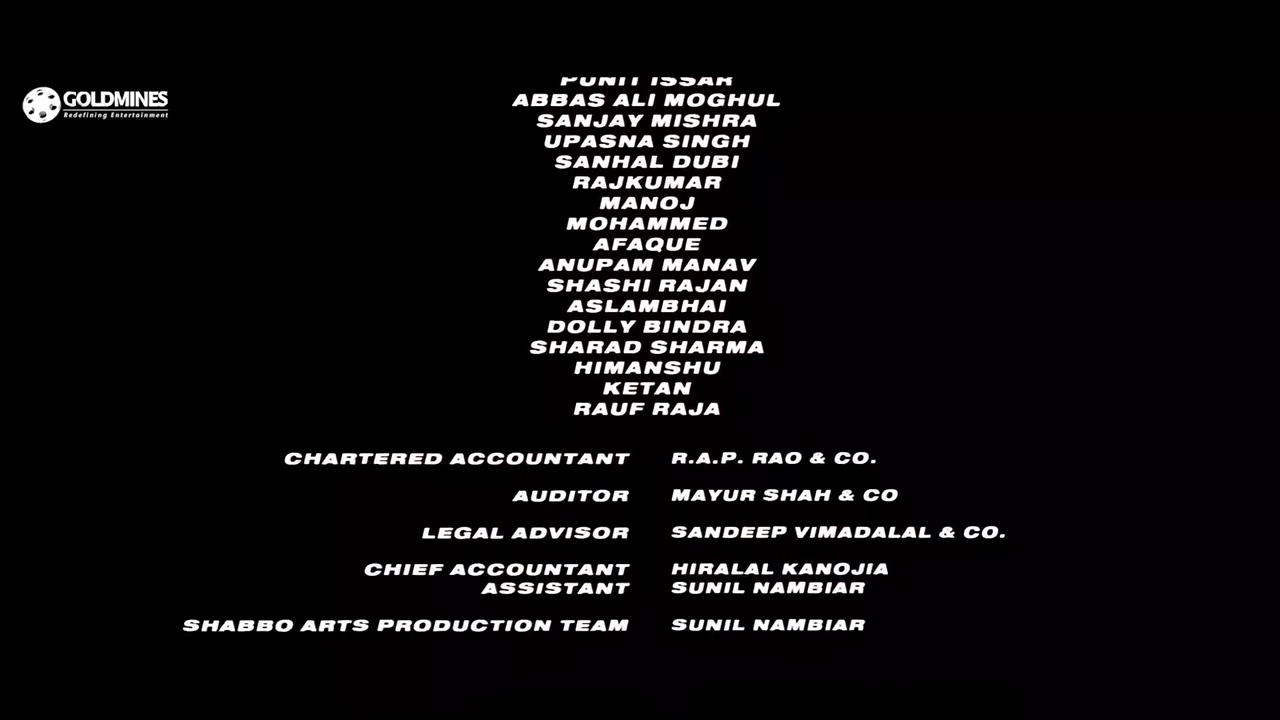 GOLDMINES
Redefining Entertainment
PUNIT ISSAR
ABBAS ALI MOGHUL
SANJAY MISHRA
UPASNA SINGH
SANHAL DUBI
RAJKUMAR
MANOJ
MOHAMMED
AFAQUE
ANUPAM MANAV
SHASHI RAJAN
ASLAMBHAI
DOLLY BINDRA
SHARAD SHARMA
HIMANSHU
KETAN
RAUF RAJA
CHARTERED ACCOUNTANT R.A.P. RAO & CO.
AUDITOR MAYUR SHAH & CO
LEGAL ADVISOR SANDEEP VIMADALAL & CO.
CHIEF ACCOUNTANT HIRALAL KANOJIA
ASSISTANT SUNIL NAMBIAR
SHABBO ARTS PRODUCTION TEAM SUNIL NAMBIAR